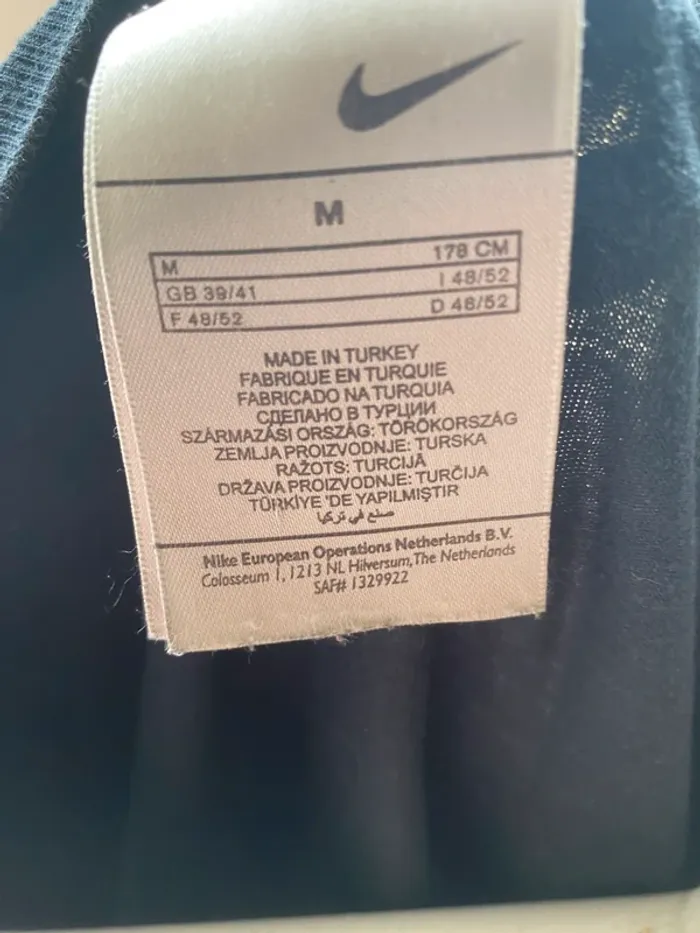 M
M 178 CM
GB 39/41 I 48/52
F 48/52 D 48/52
MADE IN TURKEY
FABRIQUE EN TURQUIE
FABRICADO NA TURQUIA
СДЕЛАНО В ТУРЦИИ
SZÁRMAZÁSI ORSZÁG: TÖRÖKORSZÁG
ZEMLJA PROIZVODNJE: TURSKA
RAŽOTS: TURCIJĀ
DRŽAVA PROIZVODNJE: TURČIJA
TÜRKİYE 'DE YAPILMIŞTIR
صنع في تركيا
Nike European Operations Netherlands B.V.
Colosseum 1, 1213 NL Hilversum, The Netherlands
SAF# 1329922